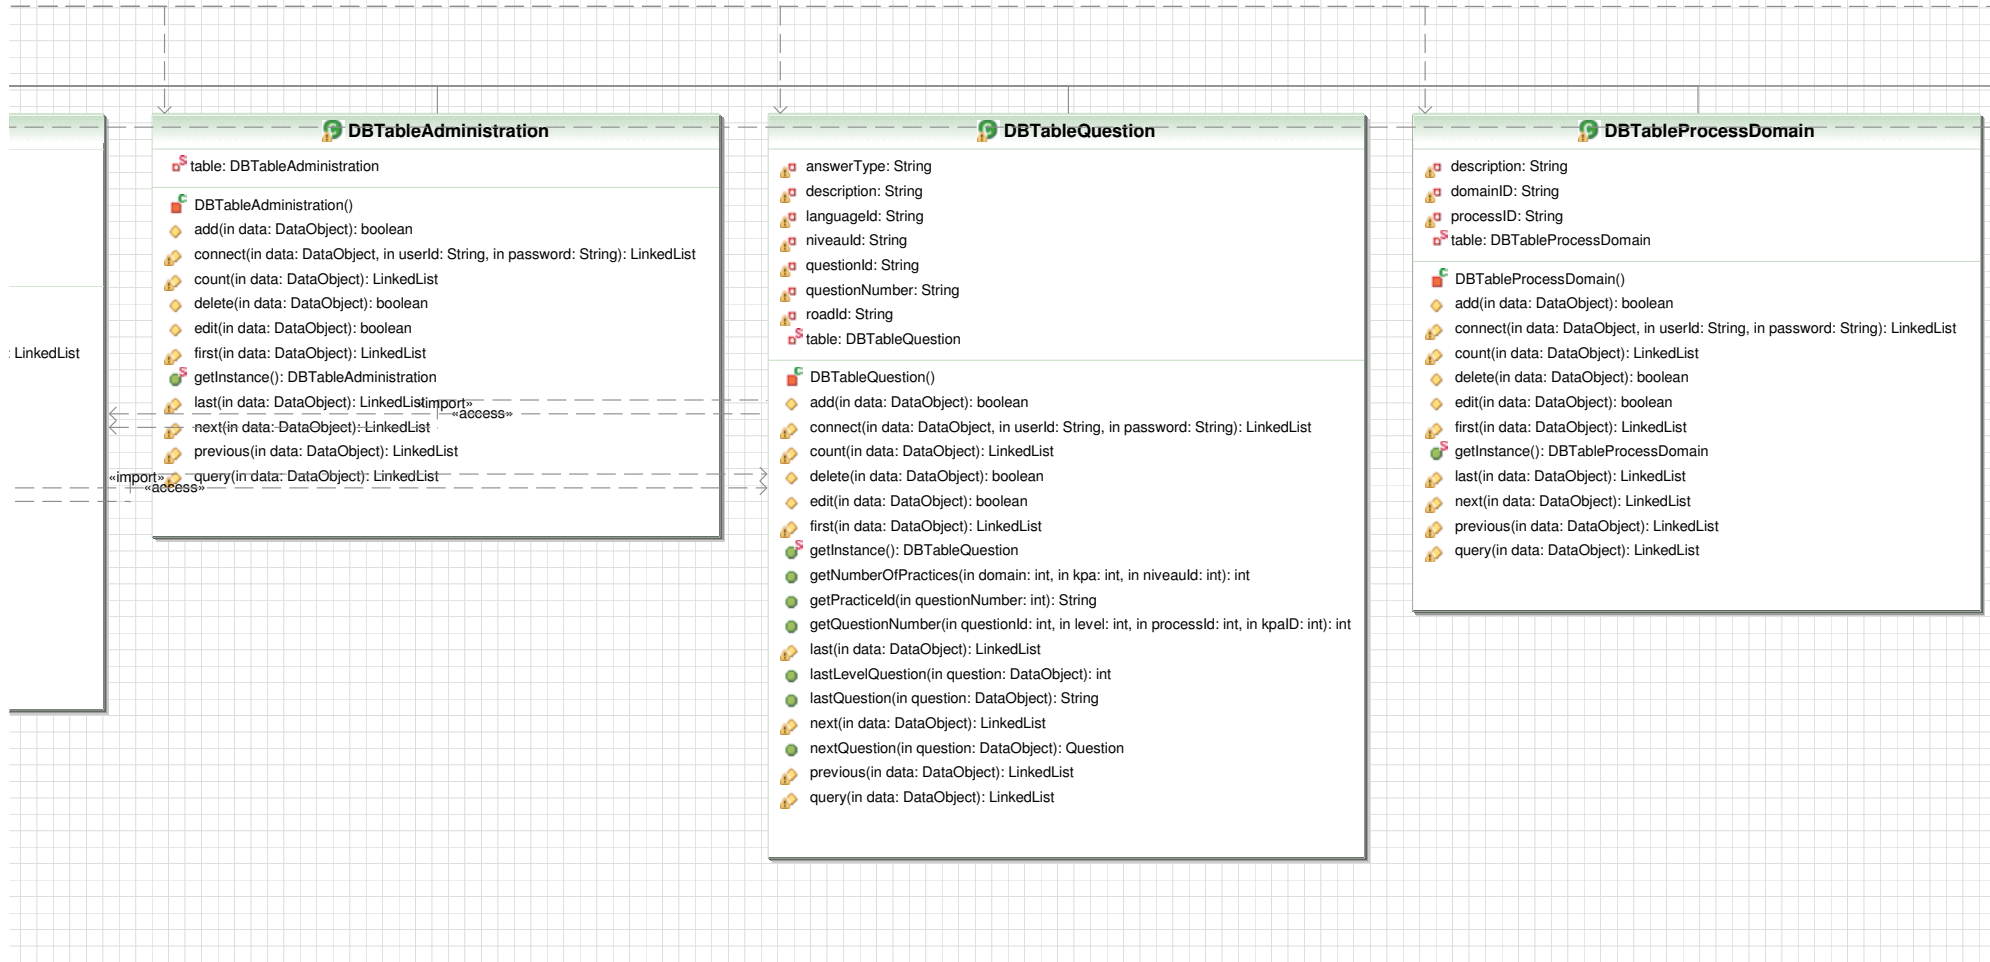 : LinkedList
DBTableAdministration
table: DBTableAdministration
DBTableAdministration()
add(in data: DataObject): boolean
connect(in data: DataObject, in userId: String, in password: String): LinkedList
count(in data: DataObject): LinkedList
delete(in data: DataObject): boolean
edit(in data: DataObject): boolean
first(in data: DataObject): LinkedList
getInstance(): DBTableAdministration
last(in data: DataObject): LinkedList
next(in data: DataObject): LinkedList
previous(in data: DataObject): LinkedList
query(in data: DataObject): LinkedList
«import»
«access»
«import»
«access»
DBTableQuestion
answerType: String
description: String
languageId: String
niveauId: String
questionId: String
questionNumber: String
roadId: String
table: DBTableQuestion
DBTableQuestion()
add(in data: DataObject): boolean
connect(in data: DataObject, in userId: String, in password: String): LinkedList
count(in data: DataObject): LinkedList
delete(in data: DataObject): boolean
edit(in data: DataObject): boolean
first(in data: DataObject): LinkedList
getInstance(): DBTableQuestion
getNumberOfPractices(in domain: int, in kpa: int, in niveauId: int): int
getPracticeId(in questionNumber: int): String
getQuestionNumber(in questionId: int, in level: int, in processId: int, in kpaID: int): int
last(in data: DataObject): LinkedList
lastLevelQuestion(in question: DataObject): int
lastQuestion(in question: DataObject): String
next(in data: DataObject): LinkedList
nextQuestion(in question: DataObject): Question
previous(in data: DataObject): LinkedList
query(in data: DataObject): LinkedList
DBTableProcessDomain
description: String
domainID: String
processID: String
table: DBTableProcessDomain
DBTableProcessDomain()
add(in data: DataObject): boolean
connect(in data: DataObject, in userId: String, in password: String): LinkedList
count(in data: DataObject): LinkedList
delete(in data: DataObject): boolean
edit(in data: DataObject): boolean
first(in data: DataObject): LinkedList
getInstance(): DBTableProcessDomain
last(in data: DataObject): LinkedList
next(in data: DataObject): LinkedList
previous(in data: DataObject): LinkedList
query(in data: DataObject): LinkedList